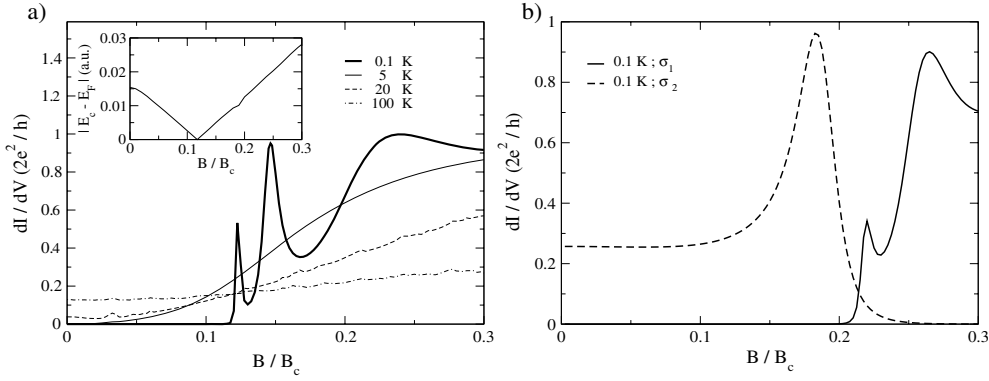 a)
b)
dI / dV (2e² / h)
1.4
1.2
1
0.8
0.6
0.4
0.2
0
0
0.1
0.2
0.3
B / B_c
| E_c - E_F | (a.u.)
0.03
0.02
0.01
0
0
0.1
0.2
0.3
B / B_c
0.1 K
5 K
20 K
100 K
dI / dV (2e² / h)
1
0.8
0.6
0.4
0.2
0
0
0.1
0.2
0.3
B / B_c
0.1 K ; σ₁
0.1 K ; σ₂